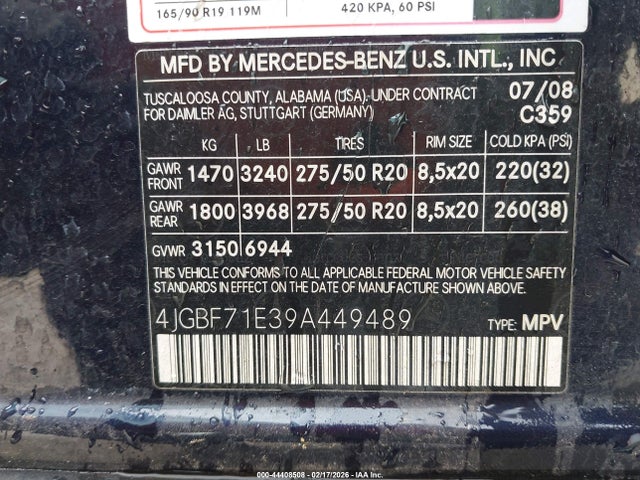 165/90 R19 119M 420 KPA, 60 PSI
MFD BY MERCEDES-BENZ U.S. INTL., INC
TUSCALOOSA COUNTY, ALABAMA (USA). UNDER CONTRACT 07/08
FOR DAIMLER AG, STUTTGART (GERMANY) C359
KG LB TIRES RIM SIZE COLD KPA (PSI)
GAWR FRONT 1470 3240 275/50 R20 8,5x20 220(32)
GAWR REAR 1800 3968 275/50 R20 8,5x20 260(38)
GVWR 3150 6944
THIS VEHICLE CONFORMS TO ALL APPLICABLE FEDERAL MOTOR VEHICLE SAFETY
STANDARDS IN EFFECT ON THE DATE OF MANUFACTURE SHOWN ABOVE.
4JGBF71E39A449489 TYPE: MPV
000-44408508 - 02/17/2026 - IAA Inc.